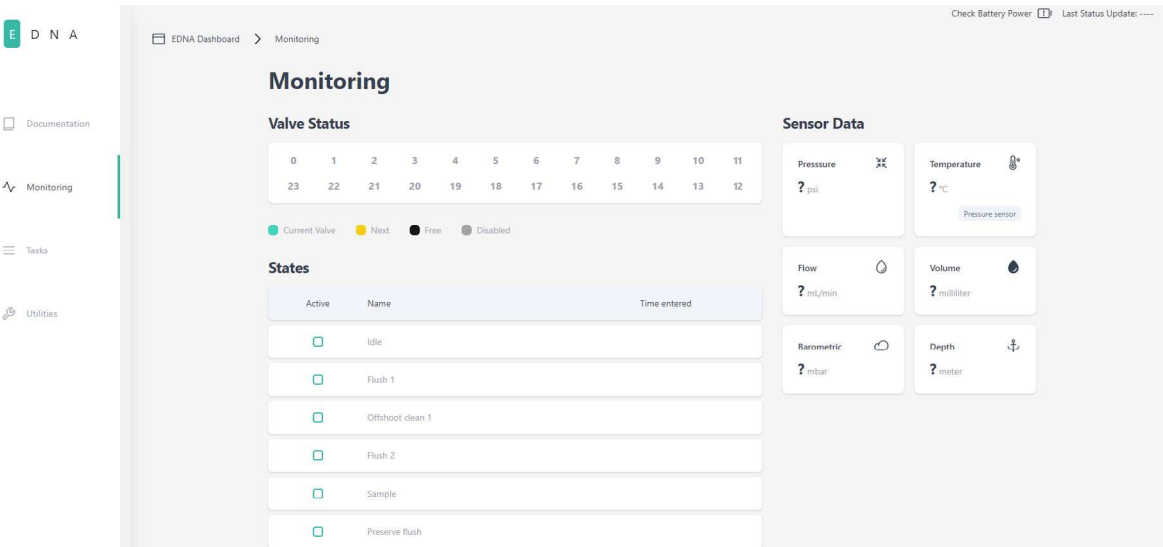 Check Battery Power Last Status Update: ----
E D N A
EDNA Dashboard > Monitoring
Monitoring
Documentation
Monitoring
Tasks
Utilities
Valve Status
0 1 2 3 4 5 6 7 8 9 10 11
23 22 21 20 19 18 17 16 15 14 13 12
Current Valve Next Free Disabled
States
Active Name Time entered
Idle
Flush 1
Offshoot clean 1
Flush 2
Sample
Preserve flush
Sensor Data
Presssure
? psi
Temperature
? °C
Pressure sensor
Flow
? mL/min
Volume
? milliliter
Barometric
? mbar
Depth
? meter